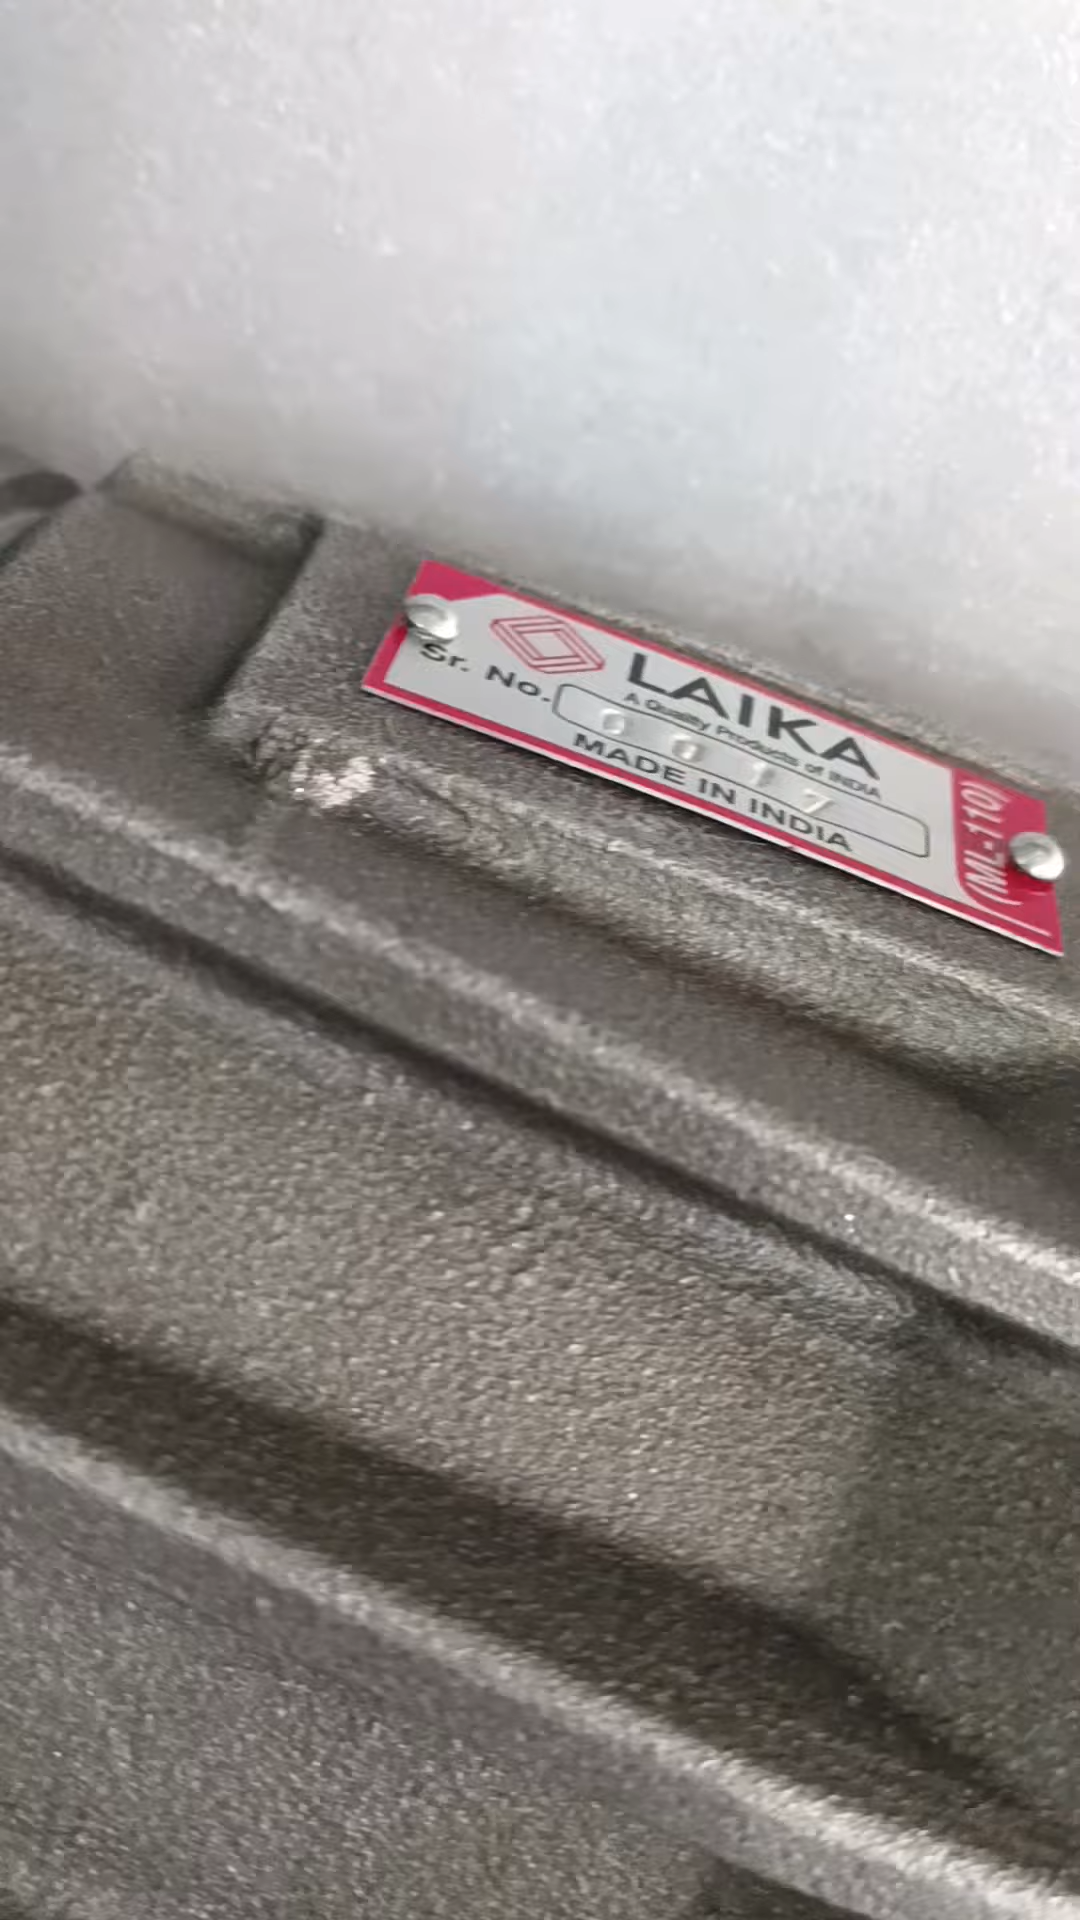 LAIKA
A Quality Products of INDIA
Sr. No.
MADE IN INDIA
(ML-110)